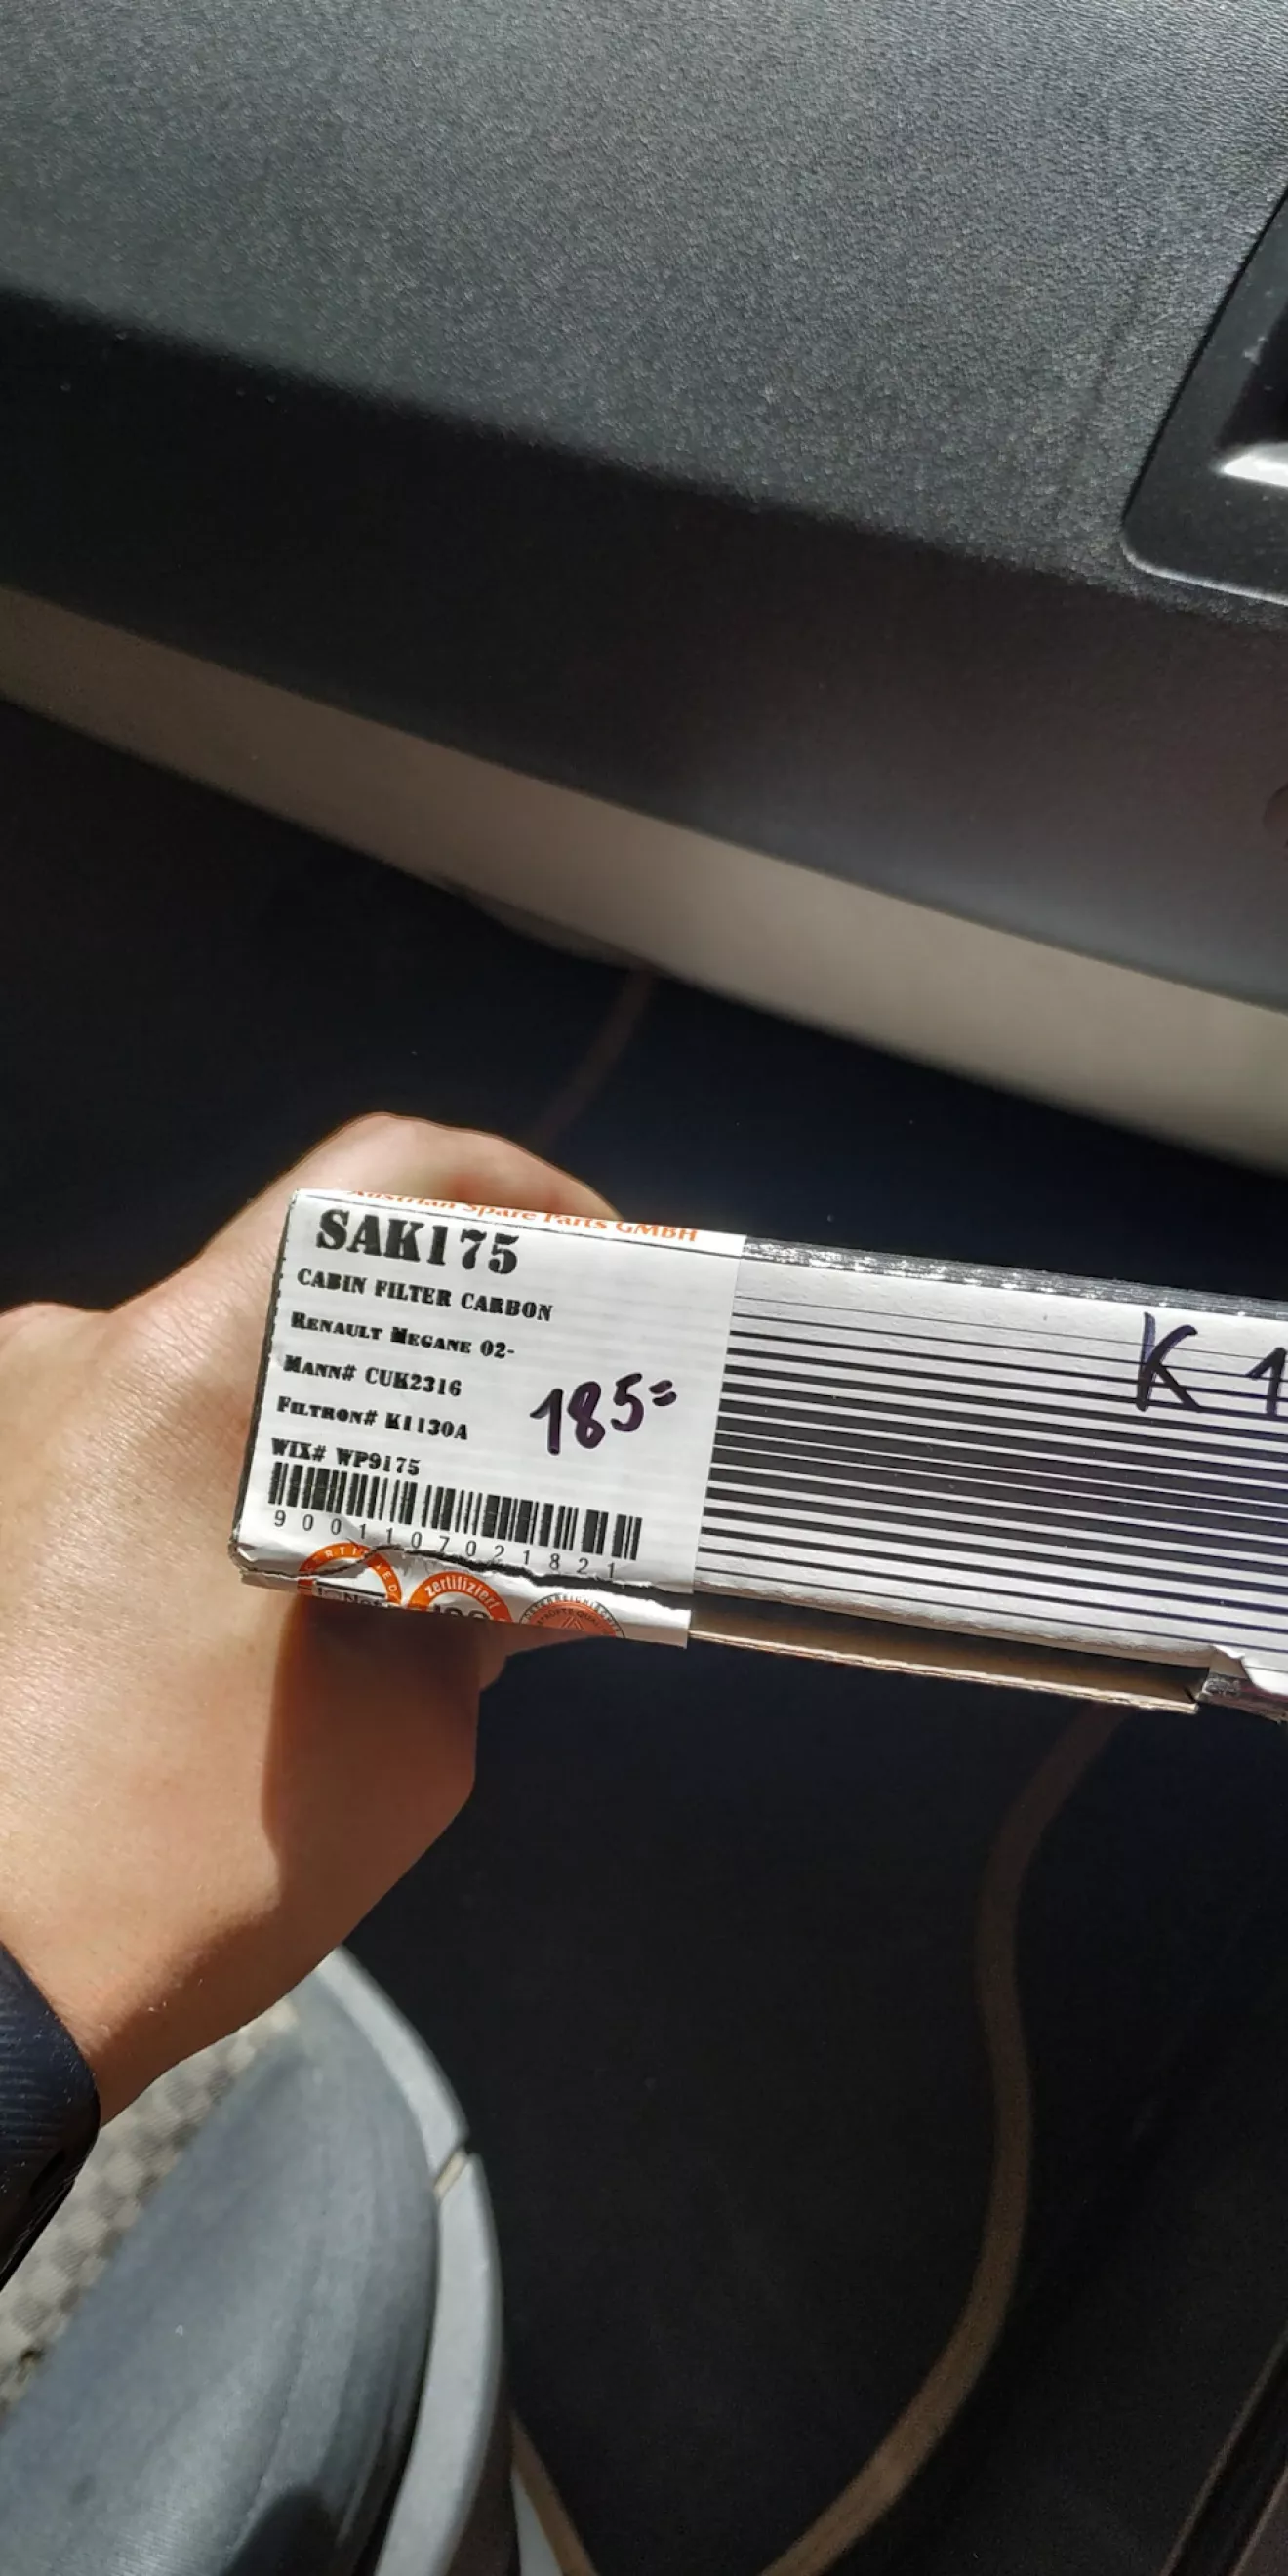 Austrian Spare Parts GMBH
SAK175
CABIN FILTER CARBON
RENAULT MEGANE 02-
MANN# CUK2316
FILTRON# K1130A
185=
WIX# WP9175
9001107021821
K 1
zertifiziert